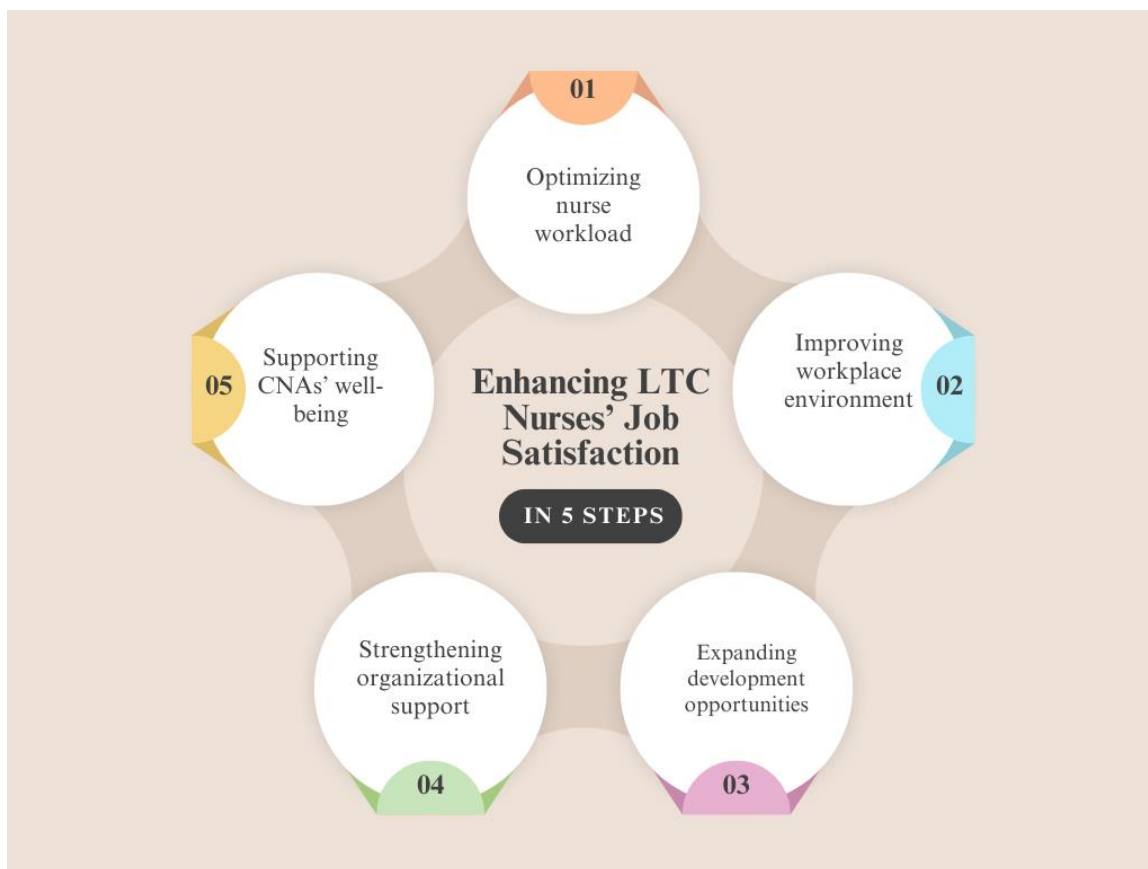 01
Optimizing
nurse
workload
Improving
workplace
environment
02
Expanding
development
opportunities
03
Strengthening
organizational
support
04
Supporting
CNAs’ well-
being
05
Enhancing LTC
Nurses’ Job
Satisfaction
IN 5 STEPS